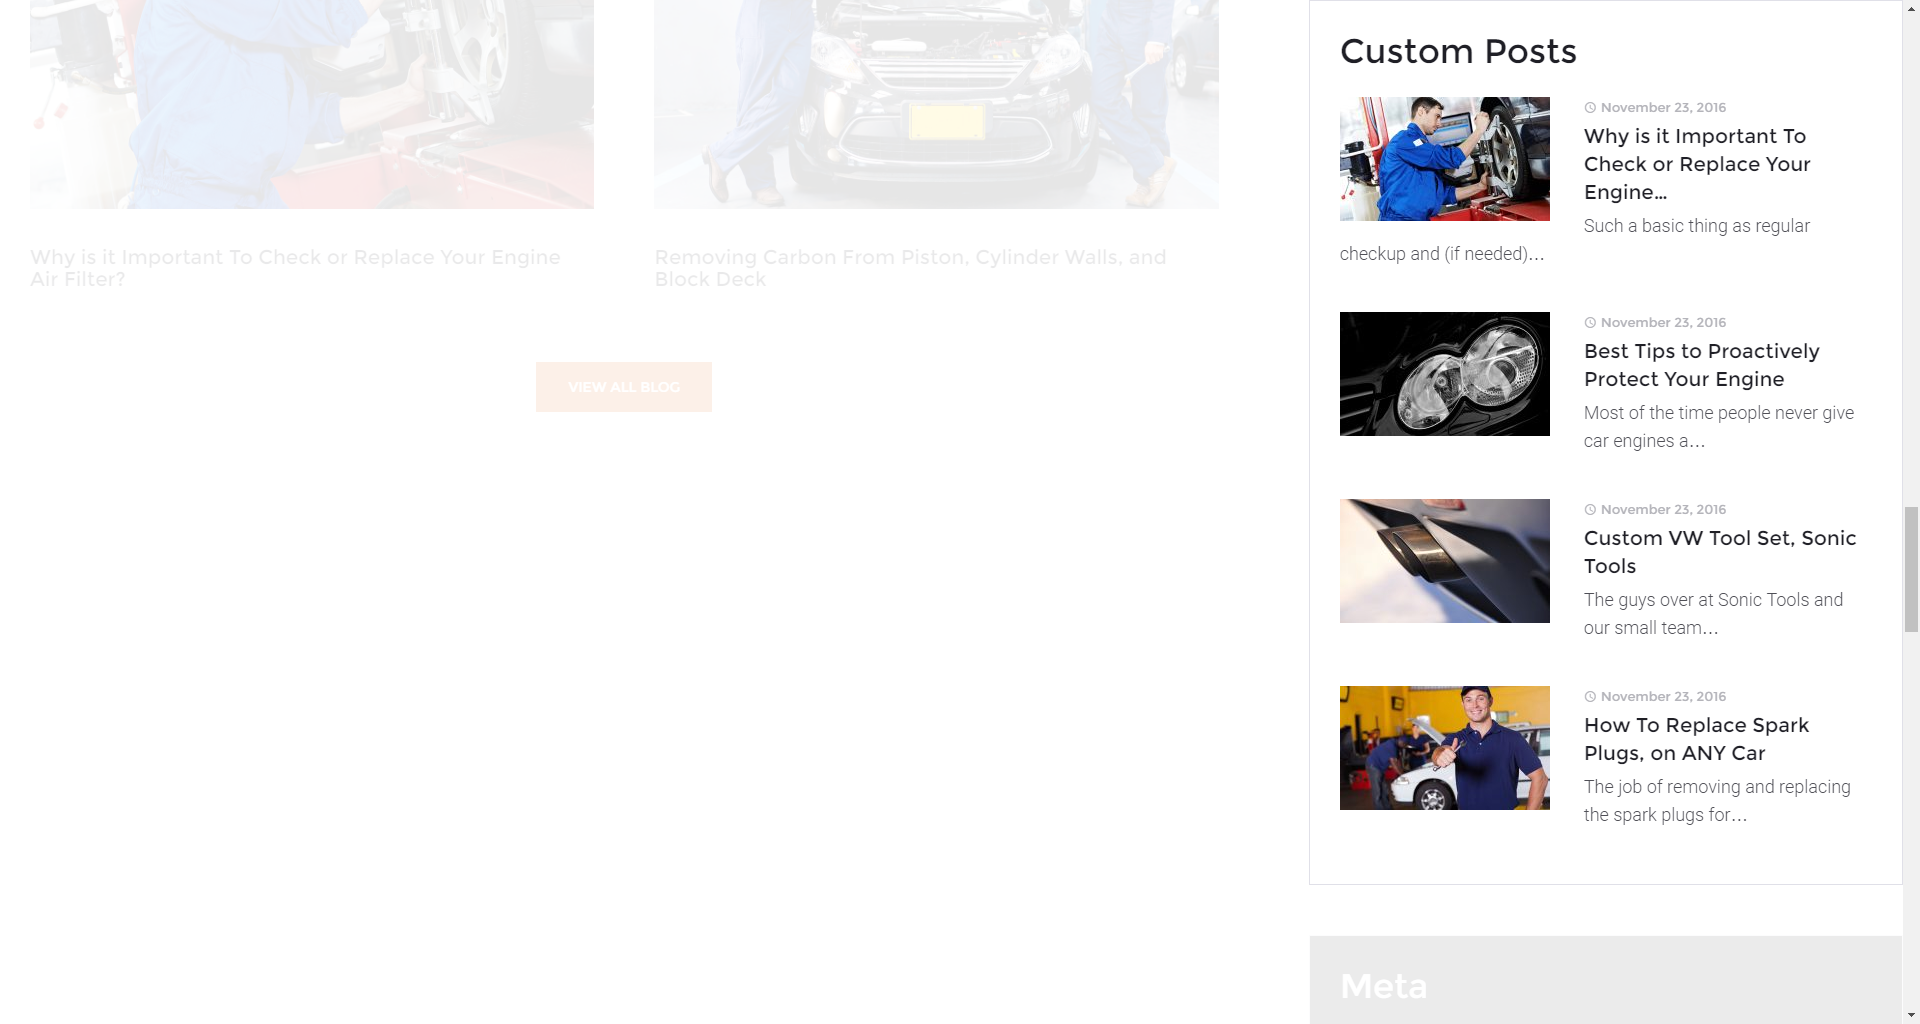 Why is it Important To Check or Replace Your Engine
Air Filter?
Removing Carbon From Piston, Cylinder Walls, and
Block Deck
VIEW ALL BLOG
Custom Posts
November 23, 2016
Why is it Important To
Check or Replace Your
Engine...
Such a basic thing as regular
checkup and (if needed)...
November 23, 2016
Best Tips to Proactively
Protect Your Engine
Most of the time people never give
car engines a...
November 23, 2016
Custom VW Tool Set, Sonic
Tools
The guys over at Sonic Tools and
our small team...
November 23, 2016
How To Replace Spark
Plugs, on ANY Car
The job of removing and replacing
the spark plugs for...
Meta